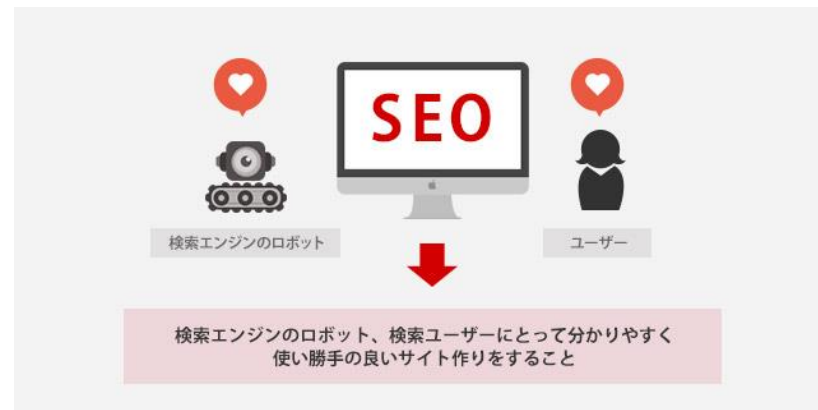 SEO
検索エンジンのロボット
ユーザー
検索エンジンのロボット、検索ユーザーにとって分かりやすく
使い勝手の良いサイト作りをすること